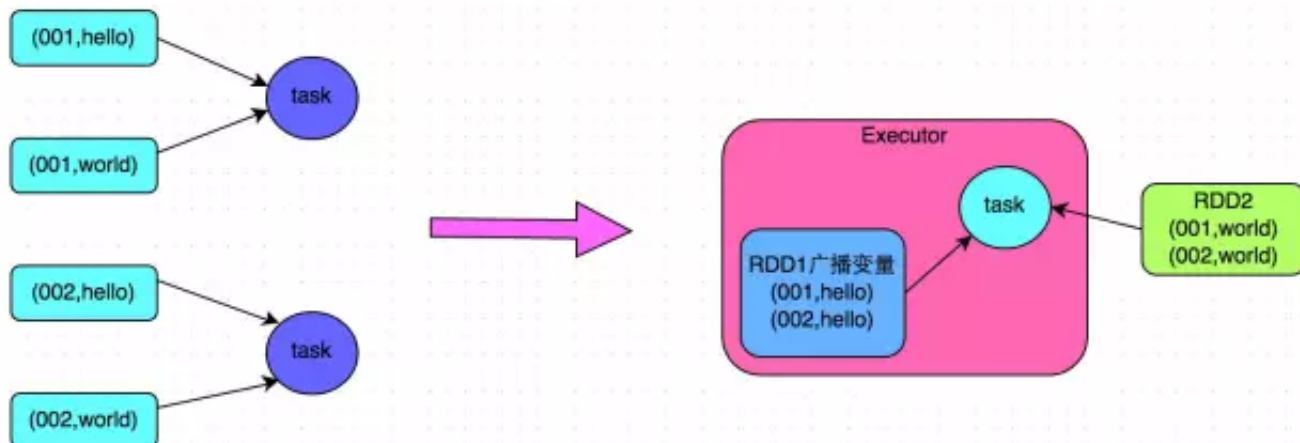 (001,hello)
task
(001,world)
(002,hello)
task
(002,world)
Executor
task
RDD1广播变量
(001,hello)
(002,hello)
RDD2
(001,world)
(002,world)